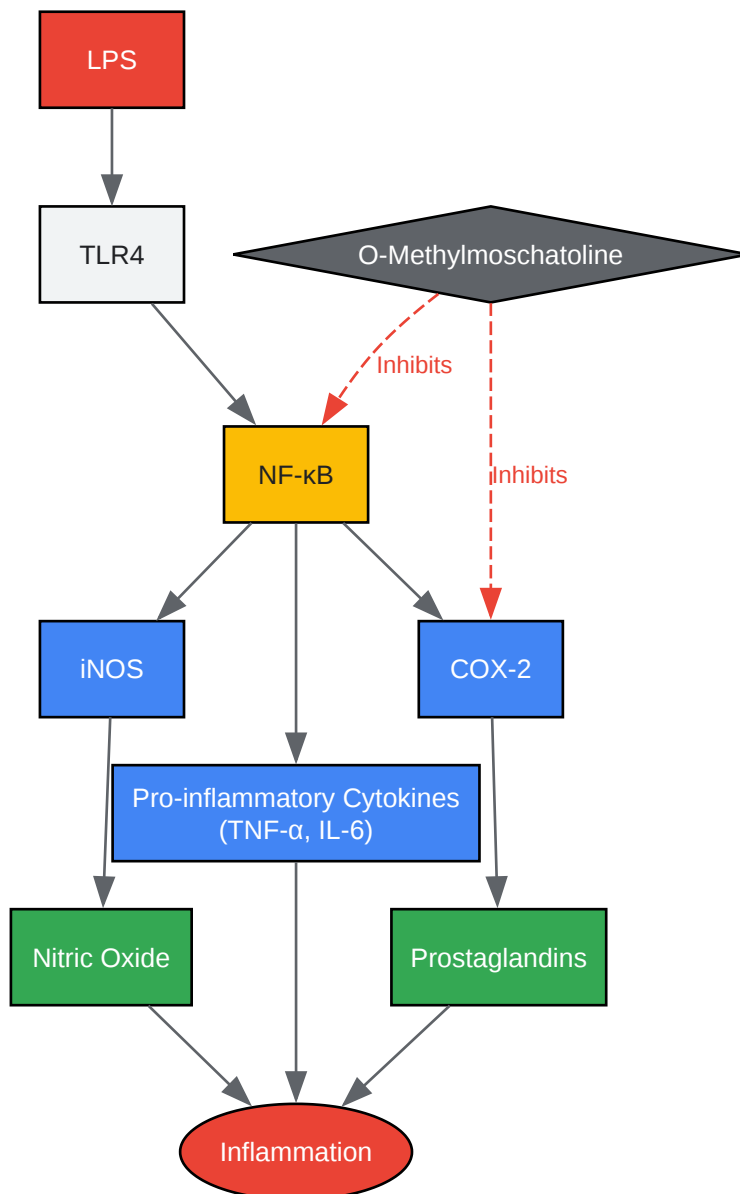 LPS
TLR4
O-Methylmoschatoline
Inhibits
NF-κB
Inhibits
iNOS
COX-2
Pro-inflammatory Cytokines
(TNF-α, IL-6)
Nitric Oxide
Prostaglandins
Inflammation